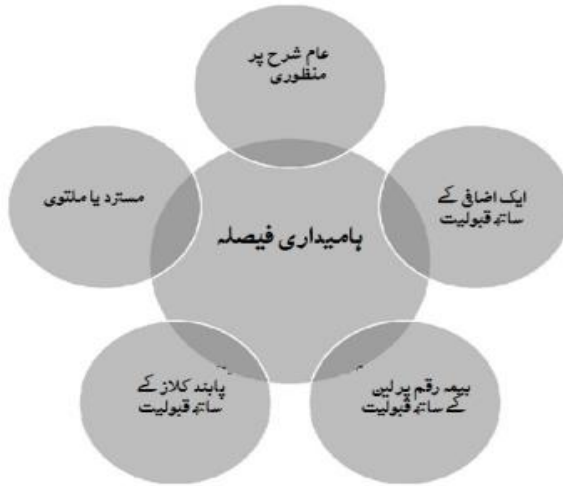 عام شرح پر
منظوری
ایک اضافی کے
ساتھ قبولیت
بیمہ رقم پر لین
کے ساتھ قبولیت
پابند کلاز کے
ساتھ قبولیت
مسترد یا ملتوی
ہامیداری فیصلہ